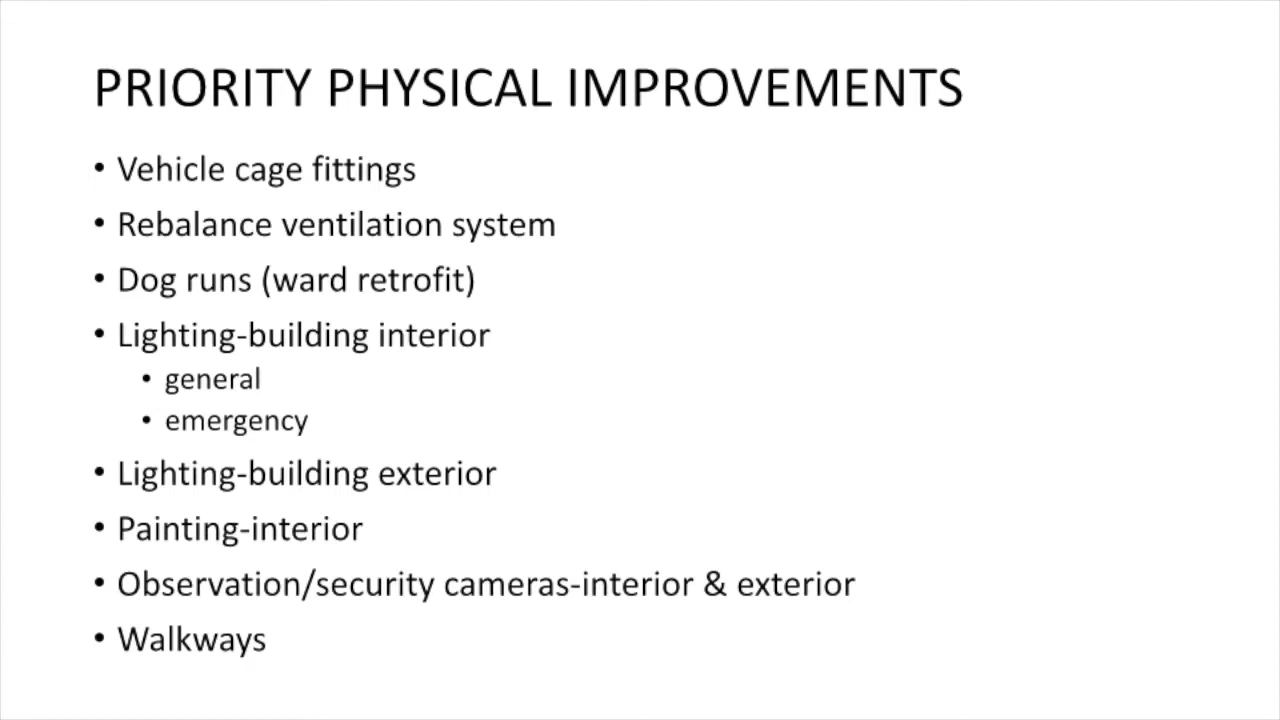 PRIORITY PHYSICAL IMPROVEMENTS
• Vehicle cage fittings
• Rebalance ventilation system
• Dog runs (ward retrofit)
• Lighting-building interior
• general
• emergency
• Lighting-building exterior
• Painting-interior
• Observation/security cameras-interior & exterior
• Walkways